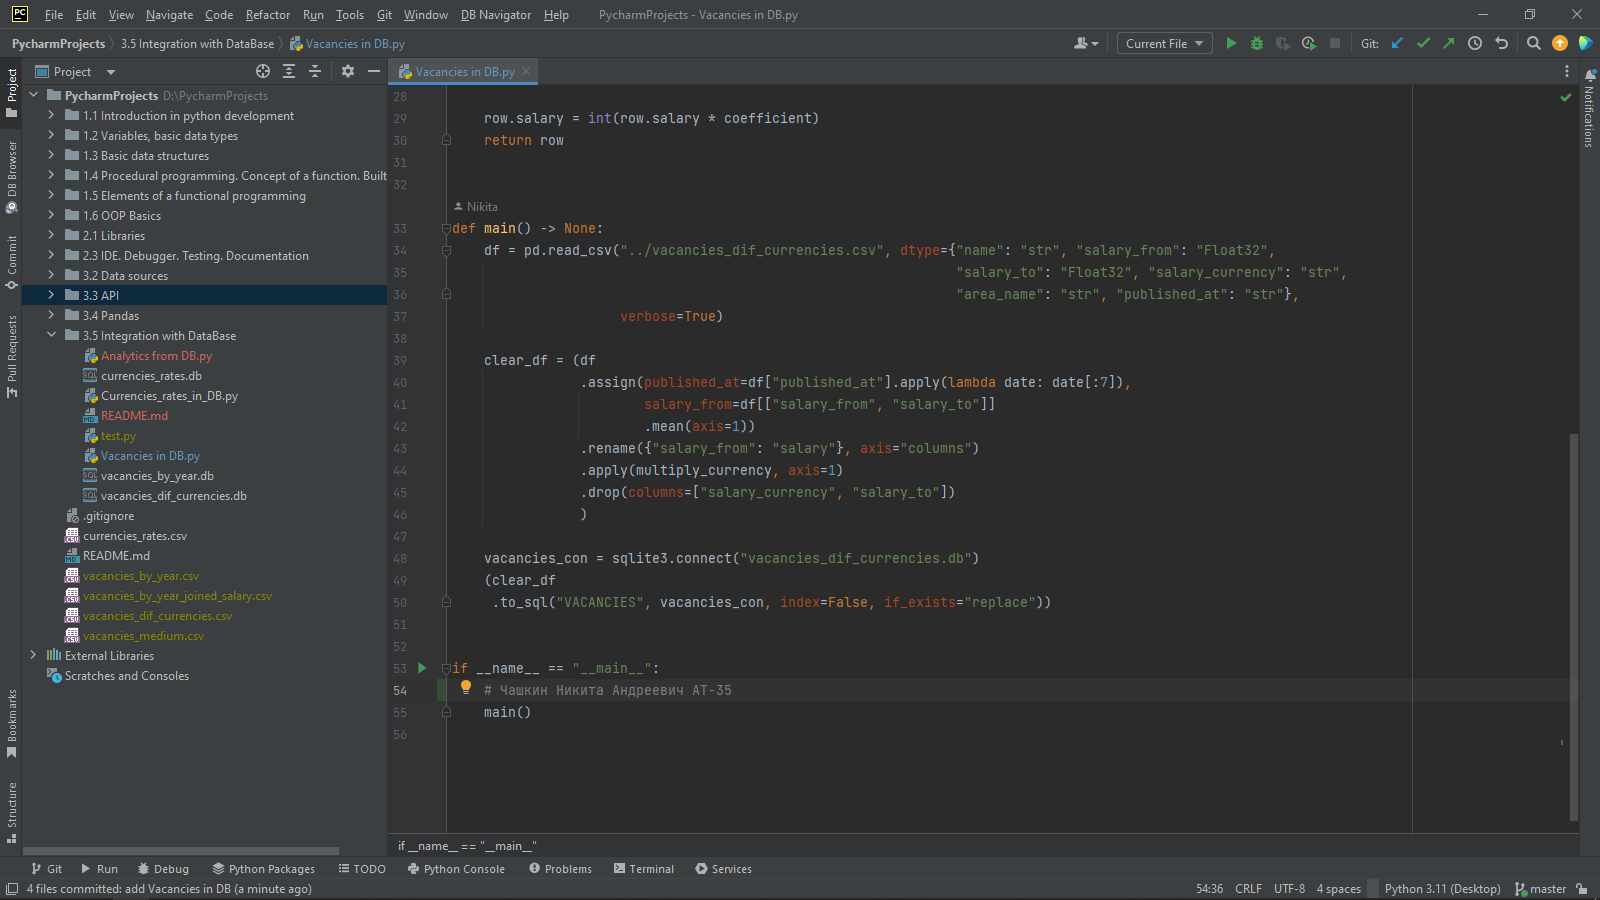 File Edit View Navigate Code Refactor Run Tools Git Window DB Navigator Help PycharmProjects - Vacancies in DB.py
PycharmProjects 3.5 Integration with DataBase Vacancies in DB.py Current File Git:
Project
Vacancies in DB.py
PycharmProjects D:\PycharmProjects
1.1 Introduction in python development
1.2 Variables, basic data types
1.3 Basic data structures
1.4 Procedural programming. Concept of a function. Built
1.5 Elements of a functional programming
1.6 OOP Basics
2.1 Libraries
2.3 IDE. Debugger. Testing. Documentation
3.2 Data sources
3.3 API
3.4 Pandas
3.5 Integration with DataBase
Analytics from DB.py
currencies_rates.db
Currencies_rates_in_DB.py
README.md
test.py
Vacancies in DB.py
vacancies_by_year.db
vacancies_dif_currencies.db
.gitignore
currencies_rates.csv
README.md
vacancies_by_year.csv
vacancies_by_year_joined_salary.csv
vacancies_dif_currencies.csv
vacancies_medium.csv
External Libraries
Scratches and Consoles
Project
DB Browser
Commit
Pull Requests
Bookmarks
Structure
Notifications
28
29 row.salary = int(row.salary * coefficient)
30 return row
31
32
Nikita
33 def main() -> None:
34 df = pd.read_csv("../vacancies_dif_currencies.csv", dtype={"name": "str", "salary_from": "Float32",
35 "salary_to": "Float32", "salary_currency": "str",
36 "area_name": "str", "published_at": "str"},
37 verbose=True)
38
39 clear_df = (df
40 .assign(published_at=df["published_at"].apply(lambda date: date[:7]),
41 salary_from=df[["salary_from", "salary_to"]]
42 .mean(axis=1))
43 .rename({"salary_from": "salary"}, axis="columns")
44 .apply(multiply_currency, axis=1)
45 .drop(columns=["salary_currency", "salary_to"])
46 )
47
48 vacancies_con = sqlite3.connect("vacancies_dif_currencies.db")
49 (clear_df
50 .to_sql("VACANCIES", vacancies_con, index=False, if_exists="replace"))
51
52
53 if __name__ == "__main__":
54 # Чашкин Никита Андреевич АТ-35
55 main()
56
if __name__ == "__main__"
Git Run Debug Python Packages TODO Python Console Problems Terminal Services
4 files committed: add Vacancies in DB (a minute ago) 54:36 CRLF UTF-8 4 spaces Python 3.11 (Desktop) master